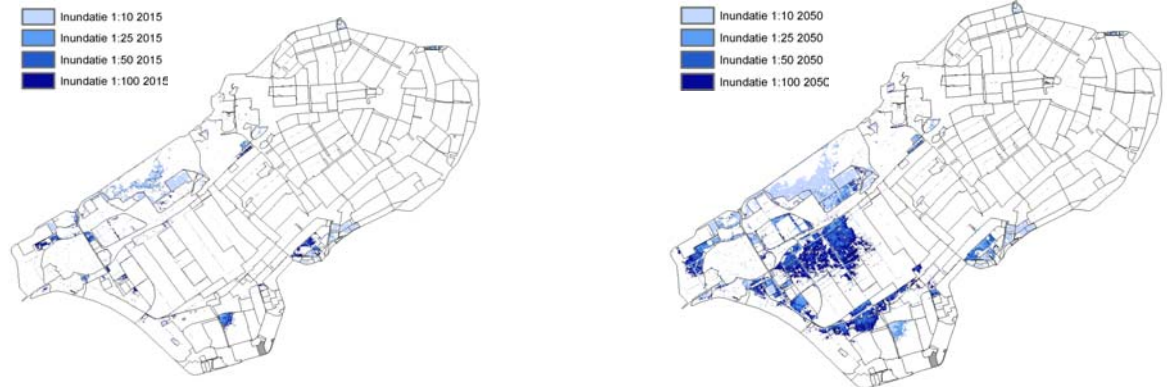 Inundatie 1:10 2015
Inundatie 1:25 2015
Inundatie 1:50 2015
Inundatie 1:100 2015
Inundatie 1:10 2050
Inundatie 1:25 2050
Inundatie 1:50 2050
Inundatie 1:100 2050